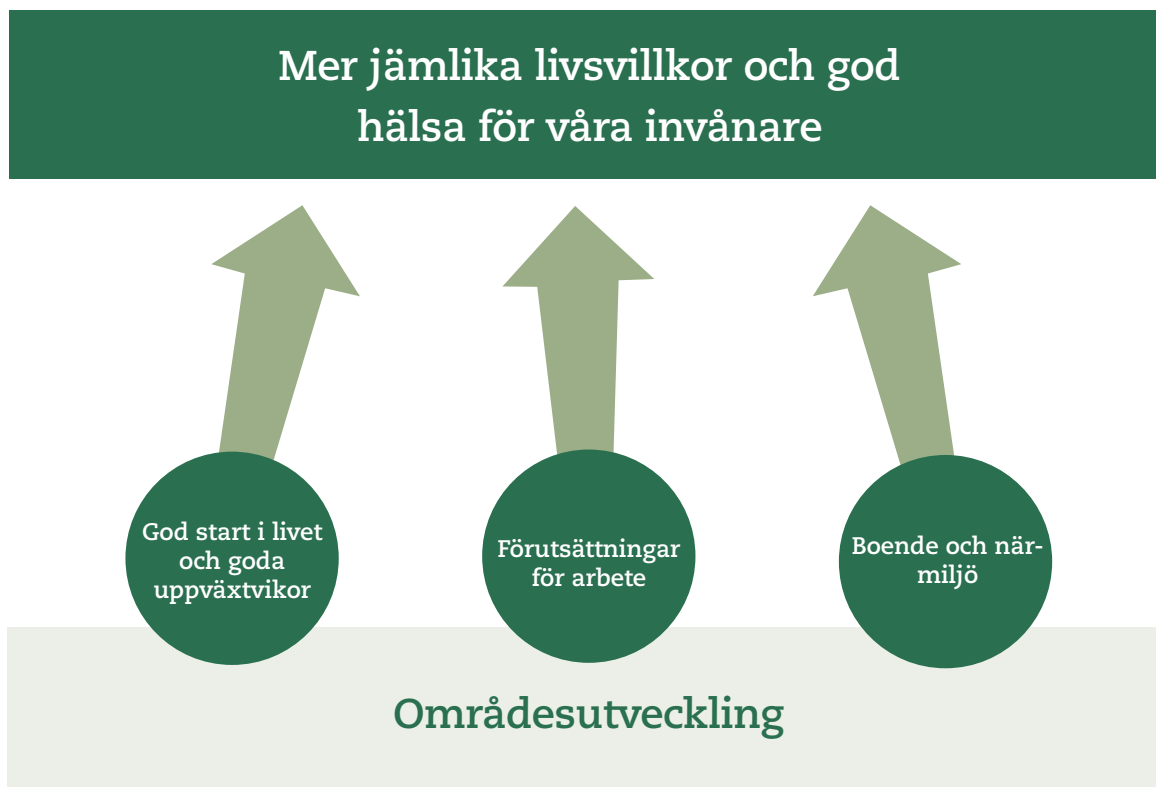 Mer jämlika livsvillkor och god
hälsa för våra invånare
God start i livet
och goda
uppväxtvikor
Förutsättningar
för arbete
Boende och när-
miljö
Områdesutveckling